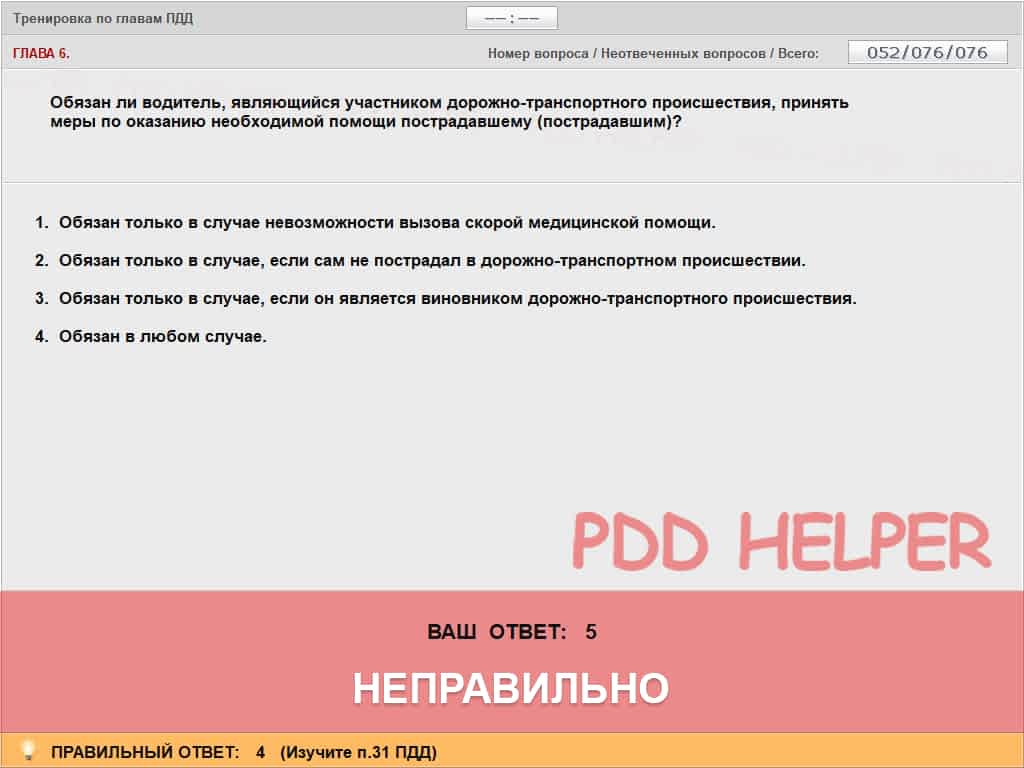 Тренировка по главам ПДД
–– : ––
ГЛАВА 6.
Номер вопроса / Неотвеченных вопросов / Всего:
052/076/076
Обязан ли водитель, являющийся участником дорожно-транспортного происшествия, принять
меры по оказанию необходимой помощи пострадавшему (пострадавшим)?
1. Обязан только в случае невозможности вызова скорой медицинской помощи.
2. Обязан только в случае, если сам не пострадал в дорожно-транспортном происшествии.
3. Обязан только в случае, если он является виновником дорожно-транспортного происшествия.
4. Обязан в любом случае.
PDD HELPER
ВАШ ОТВЕТ: 5
НЕПРАВИЛЬНО
ПРАВИЛЬНЫЙ ОТВЕТ: 4 (Изучите п.31 ПДД)